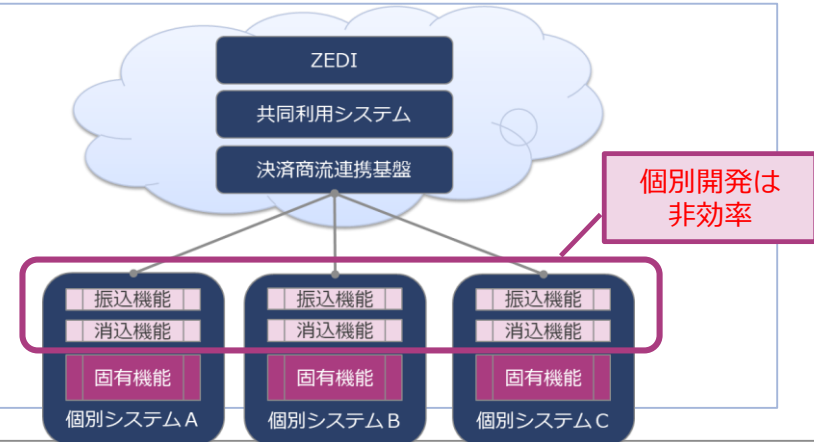 ZEDI
共同利用システム
決済商流連携基盤
個別開発は
非効率
振込機能
消込機能
固有機能
個別システムA
振込機能
消込機能
固有機能
個別システムB
振込機能
消込機能
固有機能
個別システムC